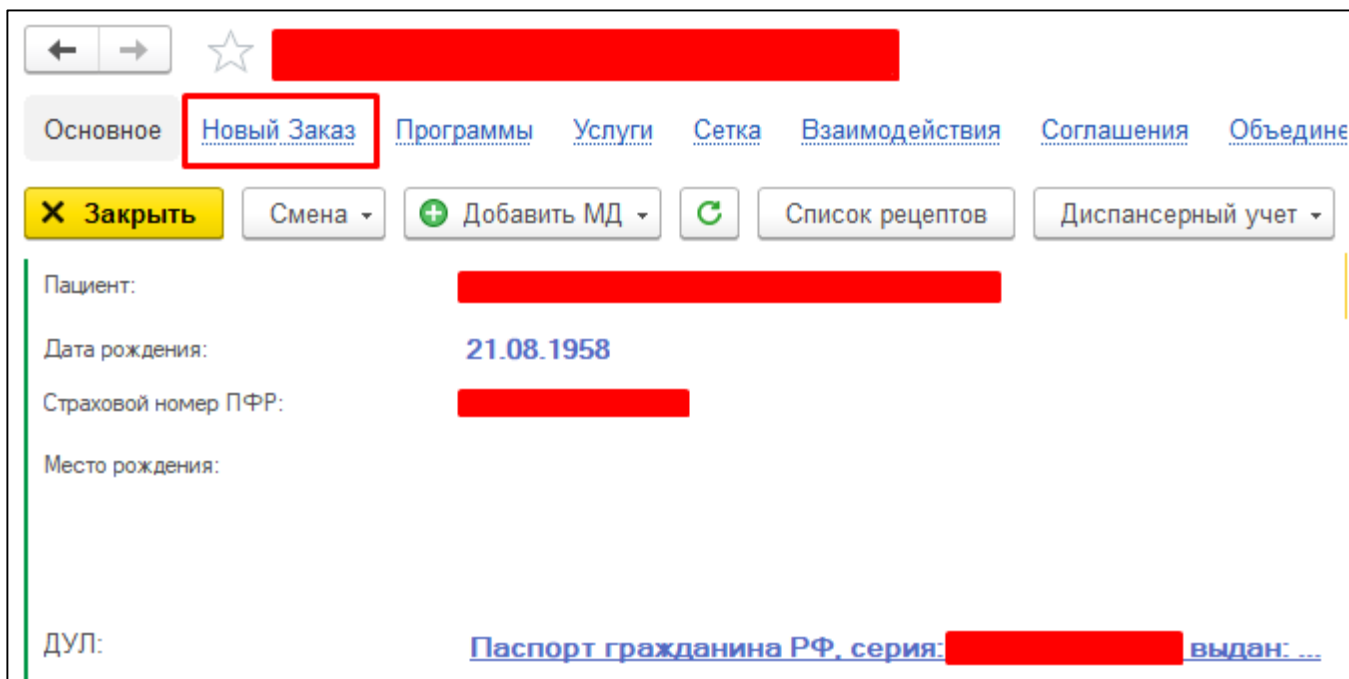 Основное Новый Заказ Программы Услуги Сетка Взаимодействия Соглашения Объедине
Закрыть Смена Добавить МД Список рецептов Диспансерный учет
Пациент:
Дата рождения: 21.08.1958
Страховой номер ПФР:
Место рождения:
ДУЛ: Паспорт гражданина РФ, серия: выдан: ...